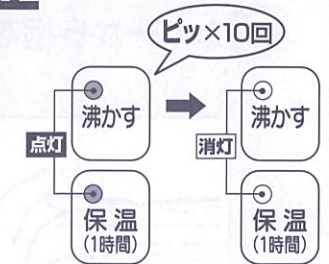 ピッ×10回
沸かす
点灯
保温
(1時間)
沸かす
消灯
保温
(1時間)